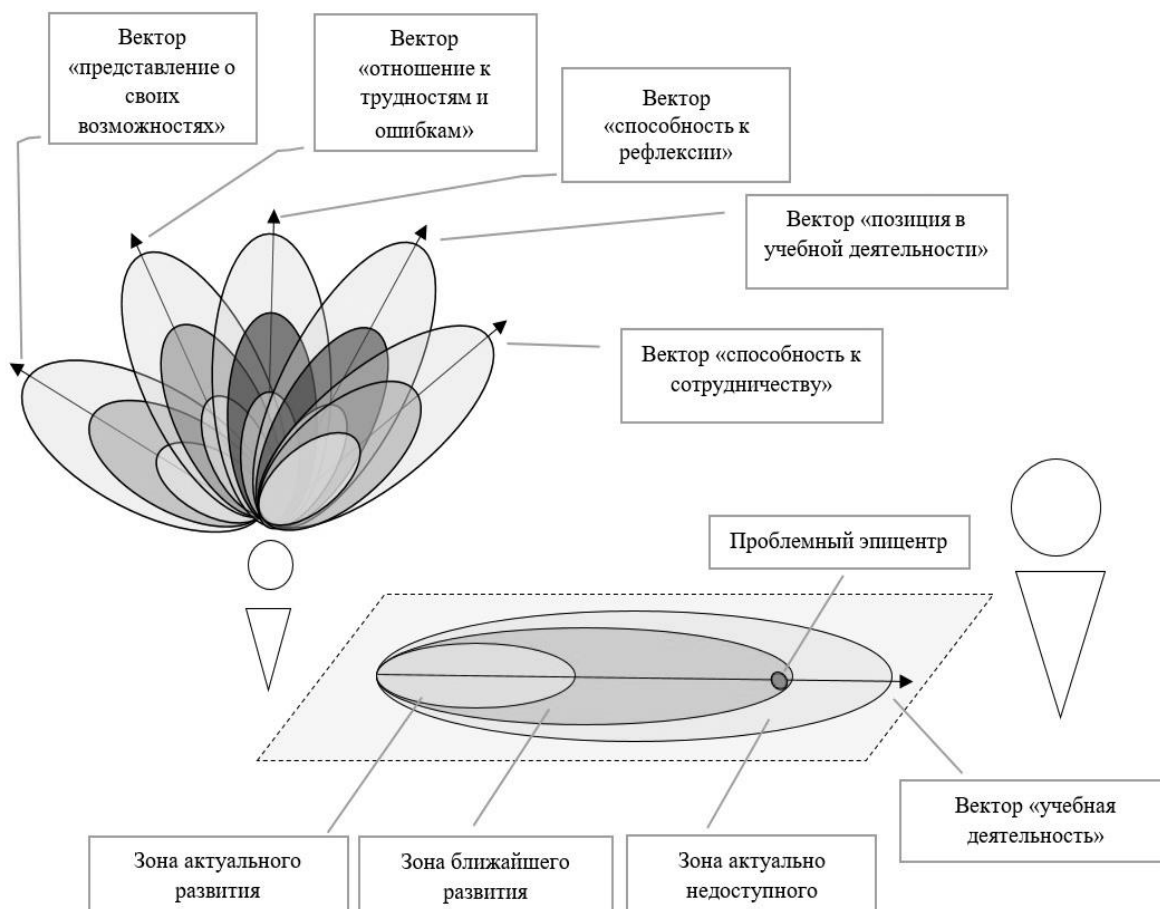 Вектор
«представление о
своих
возможностях»
Вектор
«отношение к
трудностям и
ошибкам»
Вектор
«способность к
рефлексии»
Вектор «позиция в
учебной деятельности»
Вектор «способность к
сотрудничеству»
Проблемный эпицентр
Вектор «учебная
деятельность»
Зона актуального
развития
Зона ближайшего
развития
Зона актуально
недоступного